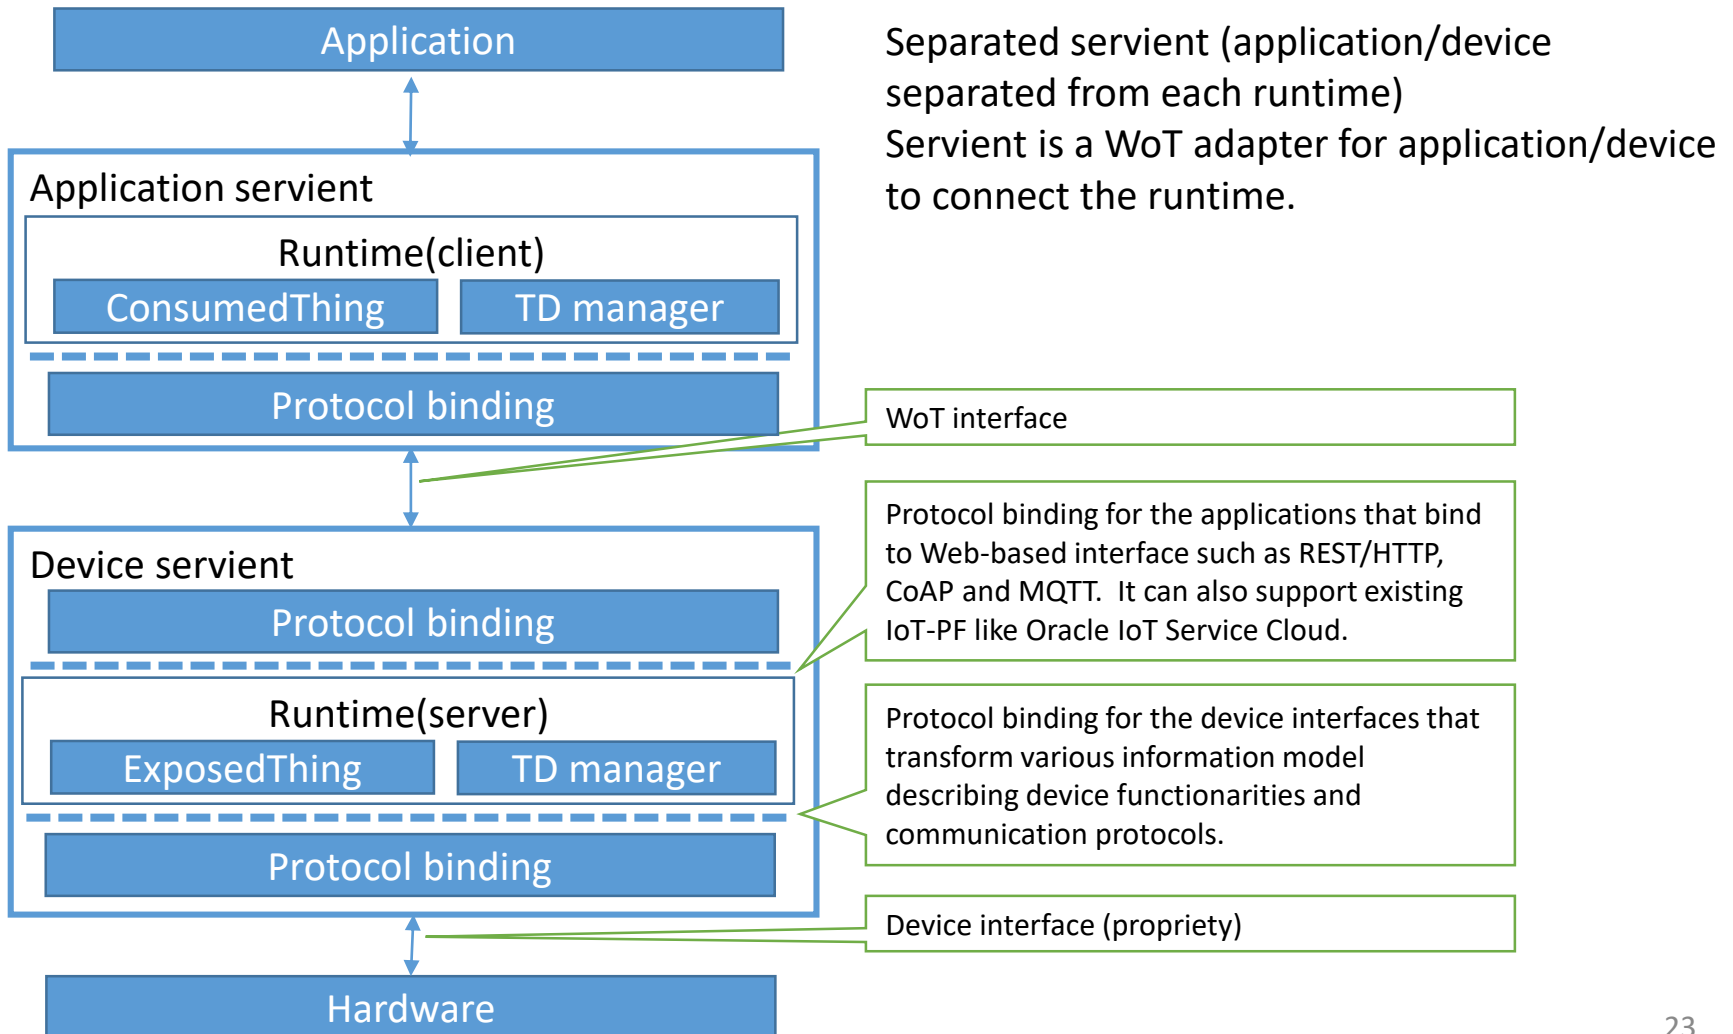 Application
Separated servient (application/device
separated from each runtime)
Servient is a WoT adapter for application/device
to connect the runtime.
Application servient
Runtime(client)
ConsumedThing
TD manager
Protocol binding
WoT interface
Device servient
Protocol binding
Protocol binding for the applications that bind
to Web-based interface such as REST/HTTP,
CoAP and MQTT.  It can also support existing
IoT-PF like Oracle IoT Service Cloud.
Runtime(server)
ExposedThing
TD manager
Protocol binding for the device interfaces that
transform various information model
describing device functionarities and
communication protocols.
Protocol binding
Device interface (propriety)
Hardware
23